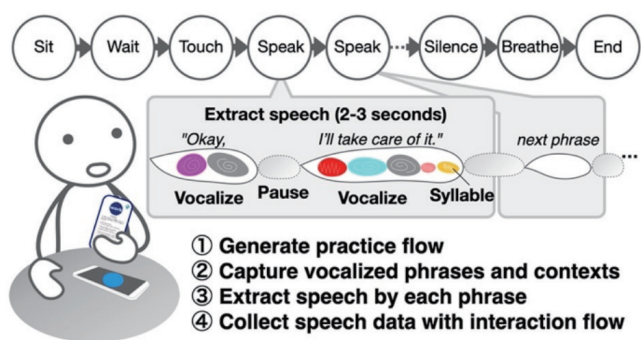 Sit Wait Touch Speak Speak Silence Breathe End
Extract speech (2-3 seconds)
"Okay, I'll take care of it." next phrase
...
Vocalize Pause Vocalize Syllable
① Generate practice flow
② Capture vocalized phrases and contexts
③ Extract speech by each phrase
④ Collect speech data with interaction flow